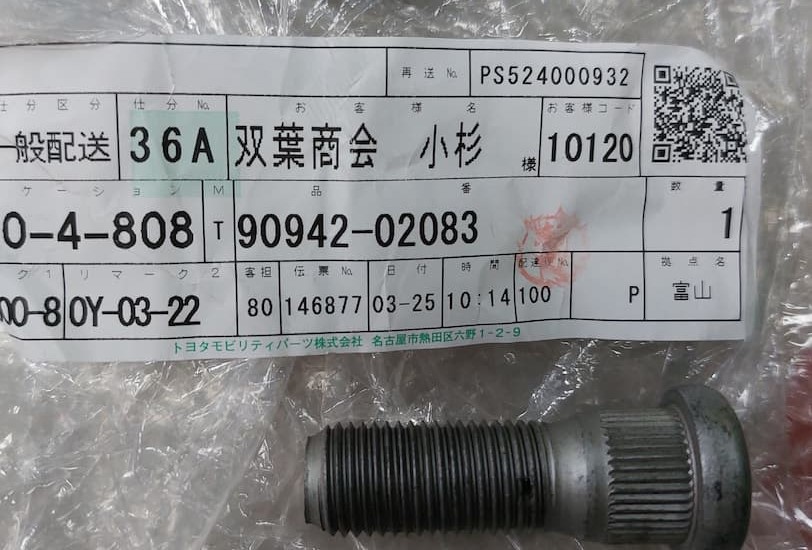 再送No. PS524000932
仕分区分 仕分No. お客様名 お客様コード
一般配送 36A 双葉商会 小杉 様 10120
ケーション M 品番 数量
0-4-808 T 90942-02083 1
ク1 リマーク2 客担 伝票No. 日付 時間 配達りNo. 拠点名
00-8 0Y-03-22 80 146877 03-25 10:14 100 P 富山
トヨタモビリティパーツ株式会社 名古屋市熱田区六野1-2-9